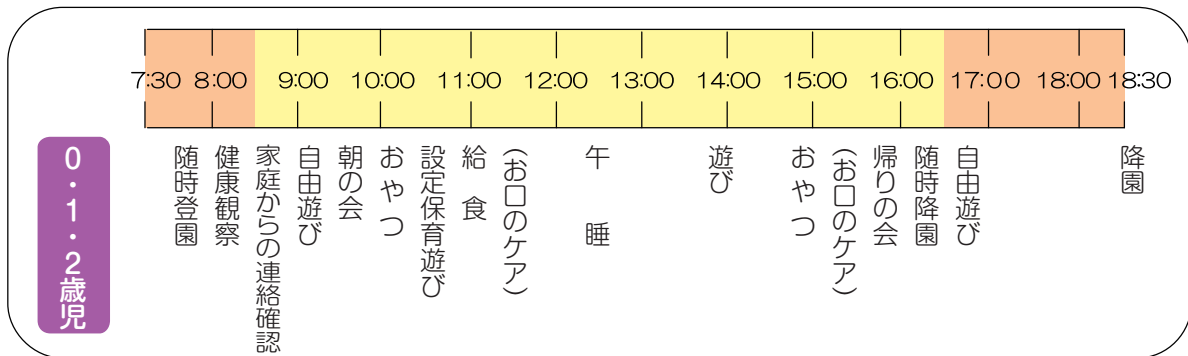 7:30 8:00 9:00 10:00 11:00 12:00 13:00 14:00 15:00 16:00 17:00 18:00 18:30
0・1・2歳児
随時登園
健康観察
家庭からの連絡確認
自由遊び
朝の会
おやつ
設定保育遊び
給食
(お口のケア)
午睡
遊び
おやつ
(お口のケア)
帰りの会
随時降園
自由遊び
降園